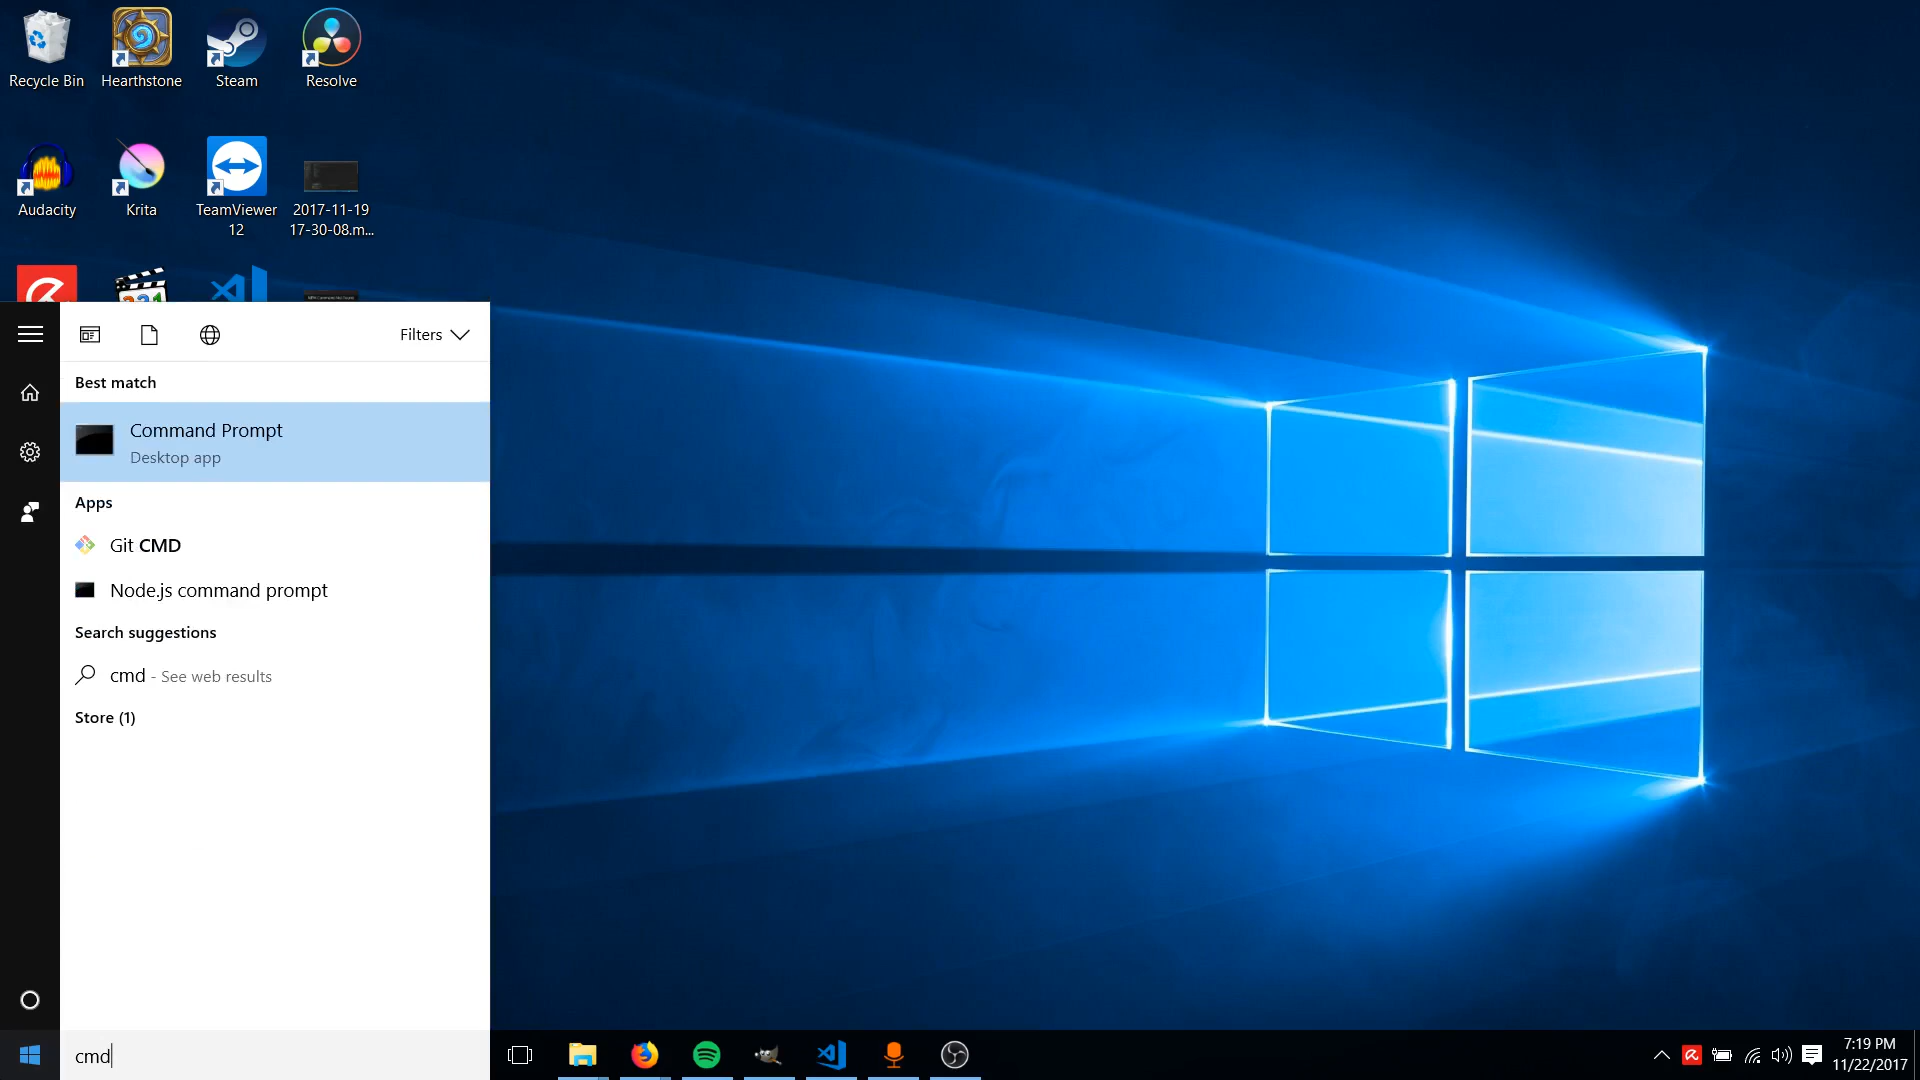 Recycle Bin
Hearthstone
Steam
Resolve
Audacity
Krita
TeamViewer
12
2017-11-19
17-30-08.m...
Filters
Best match
Command Prompt
Desktop app
Apps
Git CMD
Node.js command prompt
Search suggestions
cmd - See web results
Store (1)
cmd
7:19 PM
11/22/2017